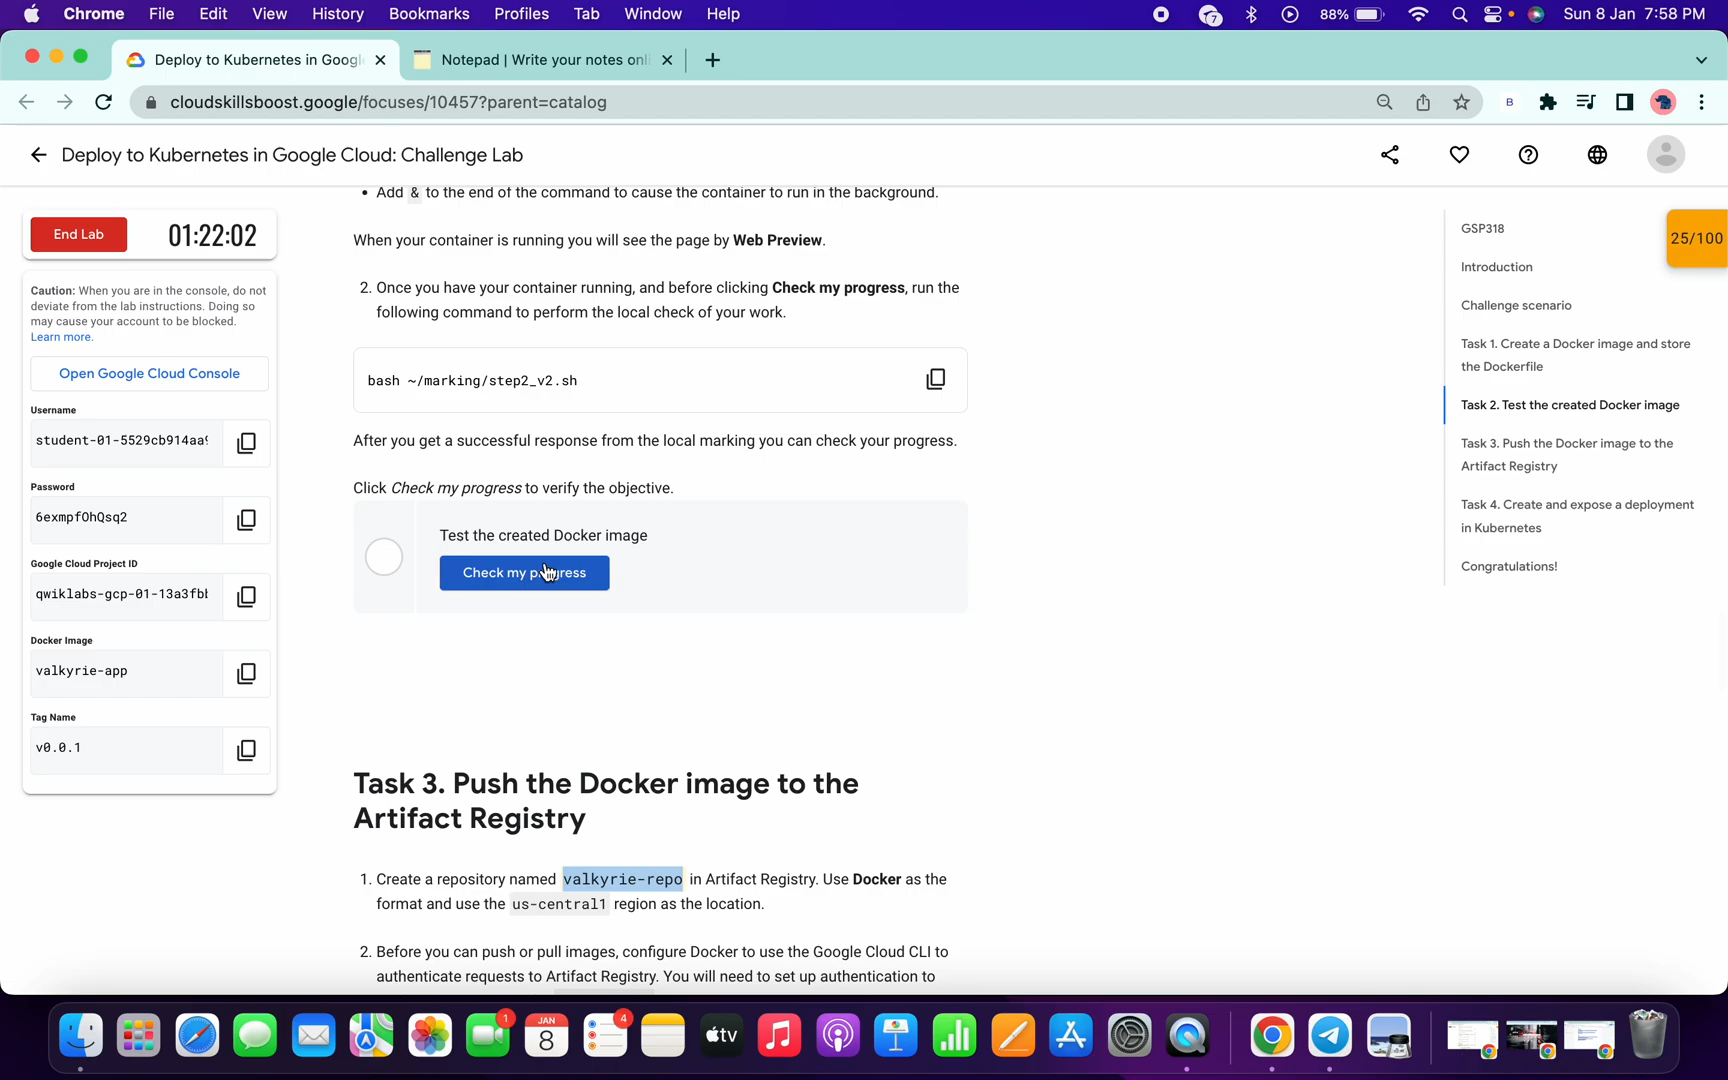 Chrome File Edit View History Bookmarks Profiles Tab Window Help 7 88% Sun 8 Jan 7:58 PM
Deploy to Kubernetes in Googl
Notepad | Write your notes onli
cloudskillsboost.google/focuses/10457?parent=catalog
B
Deploy to Kubernetes in Google Cloud: Challenge Lab
End Lab
01:22:02
Caution: When you are in the console, do not
deviate from the lab instructions. Doing so
may cause your account to be blocked.
Learn more.
Open Google Cloud Console
Username
student-01-5529cb914aa9
Password
6exmpfOhQsq2
Google Cloud Project ID
qwiklabs-gcp-01-13a3fbb
Docker Image
valkyrie-app
Tag Name
v0.0.1
• Add & to the end of the command to cause the container to run in the background.
When your container is running you will see the page by Web Preview.
2. Once you have your container running, and before clicking Check my progress, run the
following command to perform the local check of your work.
bash ~/marking/step2_v2.sh
After you get a successful response from the local marking you can check your progress.
Click Check my progress to verify the objective.
Test the created Docker image
Check my progress
Task 3. Push the Docker image to the
Artifact Registry
1. Create a repository named valkyrie-repo in Artifact Registry. Use Docker as the
format and use the us-central1 region as the location.
2. Before you can push or pull images, configure Docker to use the Google Cloud CLI to
authenticate requests to Artifact Registry. You will need to set up authentication to
GSP318
Introduction
Challenge scenario
Task 1. Create a Docker image and store
the Dockerfile
Task 2. Test the created Docker image
Task 3. Push the Docker image to the
Artifact Registry
Task 4. Create and expose a deployment
in Kubernetes
Congratulations!
25/100
1
JAN
8
4
tv